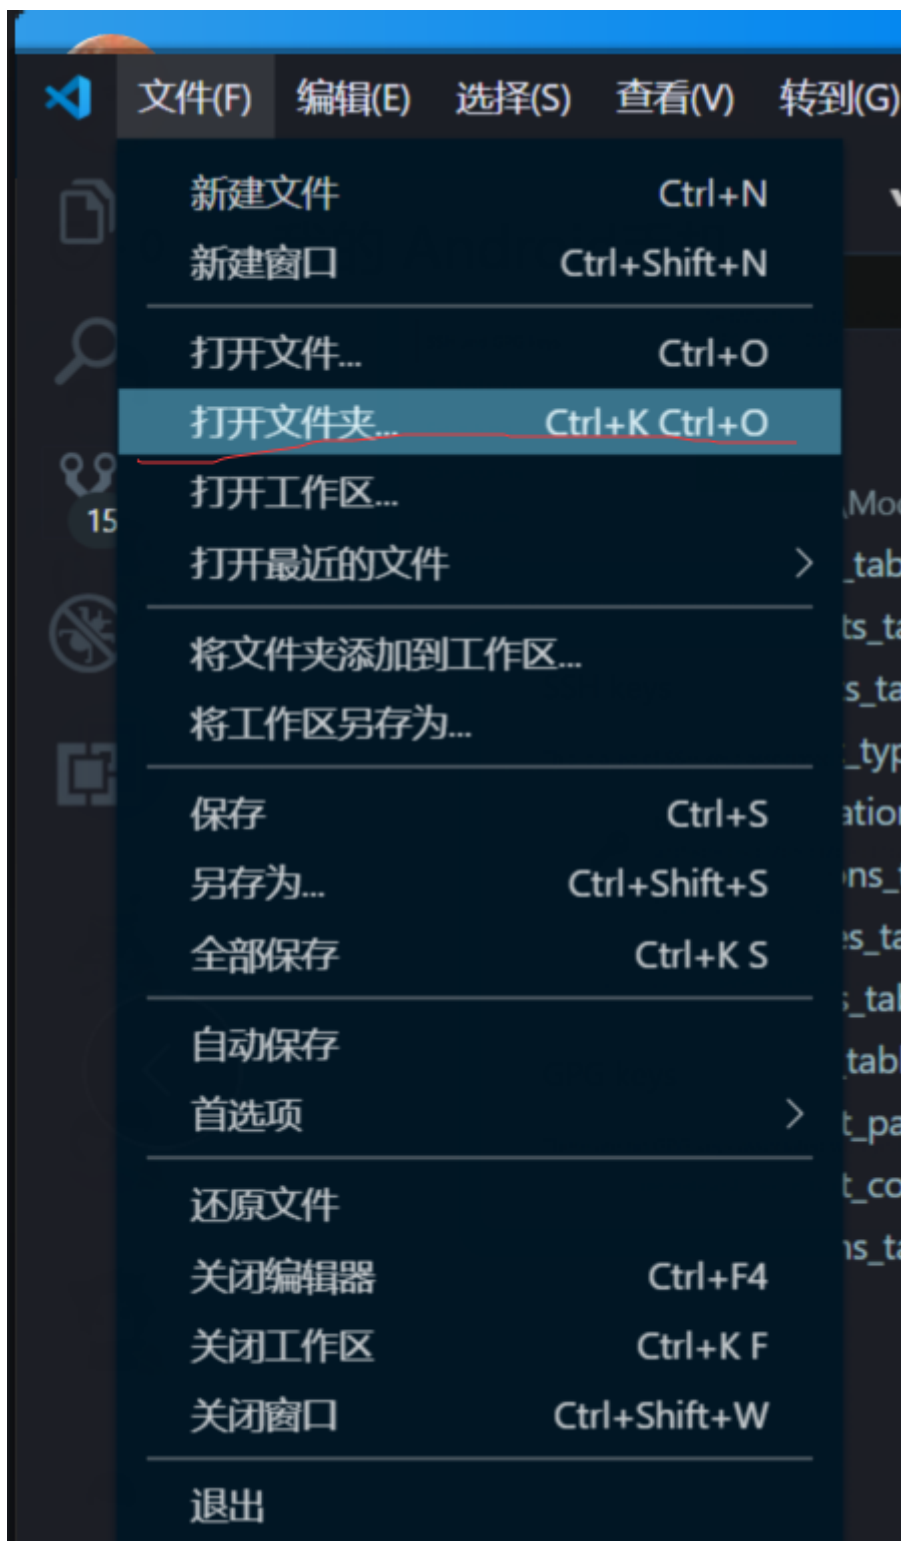 文件(F) 编辑(E) 选择(S) 查看(V) 转到(G)
新建文件 Ctrl+N
新建窗口 Ctrl+Shift+N
打开文件... Ctrl+O
打开文件夹... Ctrl+K Ctrl+O
打开工作区...
15
打开最近的文件
将文件夹添加到工作区...
将工作区另存为...
保存 Ctrl+S
另存为... Ctrl+Shift+S
全部保存 Ctrl+K S
自动保存
首选项
还原文件
关闭编辑器 Ctrl+F4
关闭工作区 Ctrl+K F
关闭窗口 Ctrl+Shift+W
退出